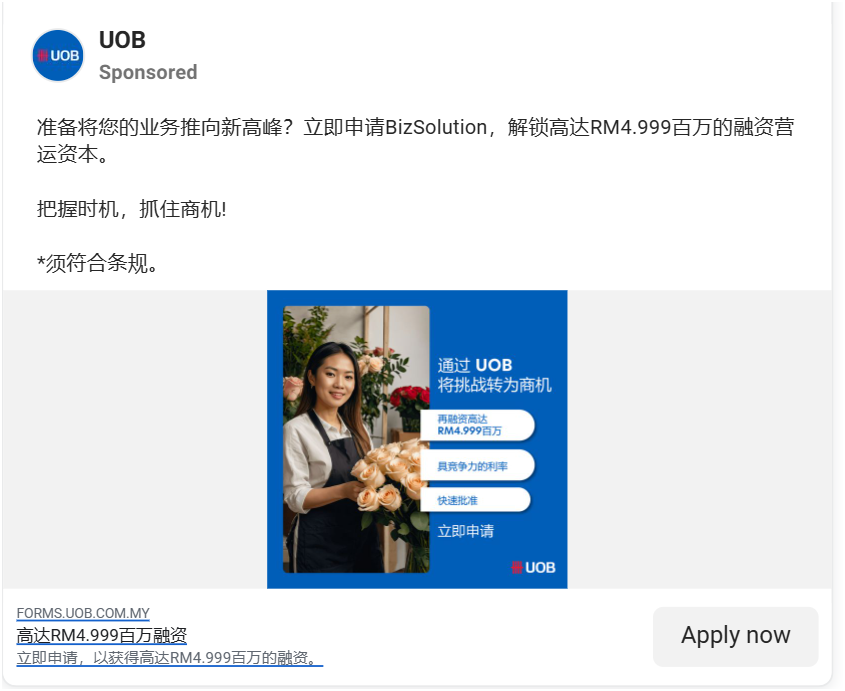 UOB
UOB
Sponsored
准备将您的业务推向新高峰？立即申请BizSolution，解锁高达RM4.999百万的融资营
运资本。
把握时机，抓住商机!
*须符合条规。
通过 UOB
将挑战转为商机
再融资高达
RM4.999百万
具竞争力的利率
快速批准
立即申请
UOB
FORMS.UOB.COM.MY
高达RM4.999百万融资
立即申请，以获得高达RM4.999百万的融资。
Apply now